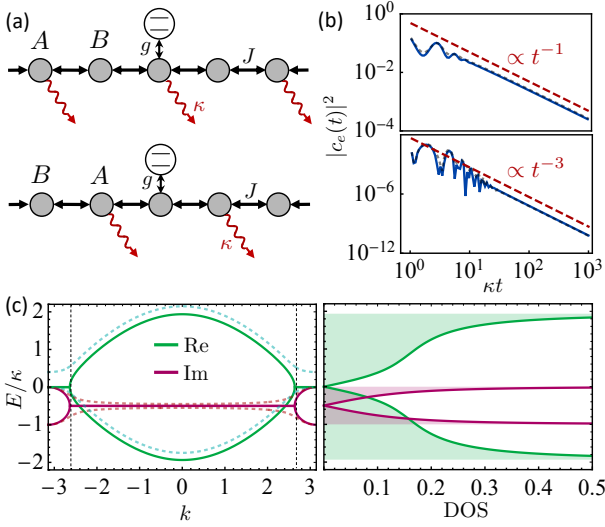 (a)
A B
g J
κ
B A
g J
κ
(b)
10^0
10^-2
10^-4
∝ t^-1
|c_e(t)|^2
10^-6
10^-12
∝ t^-3
10^0 10^1 10^2 10^3
κt
(c)
2
1
0
-1
-2
E/κ
Re
Im
-3 -2 -1 0 1 2 3
k
0.1 0.2 0.3 0.4 0.5
DOS